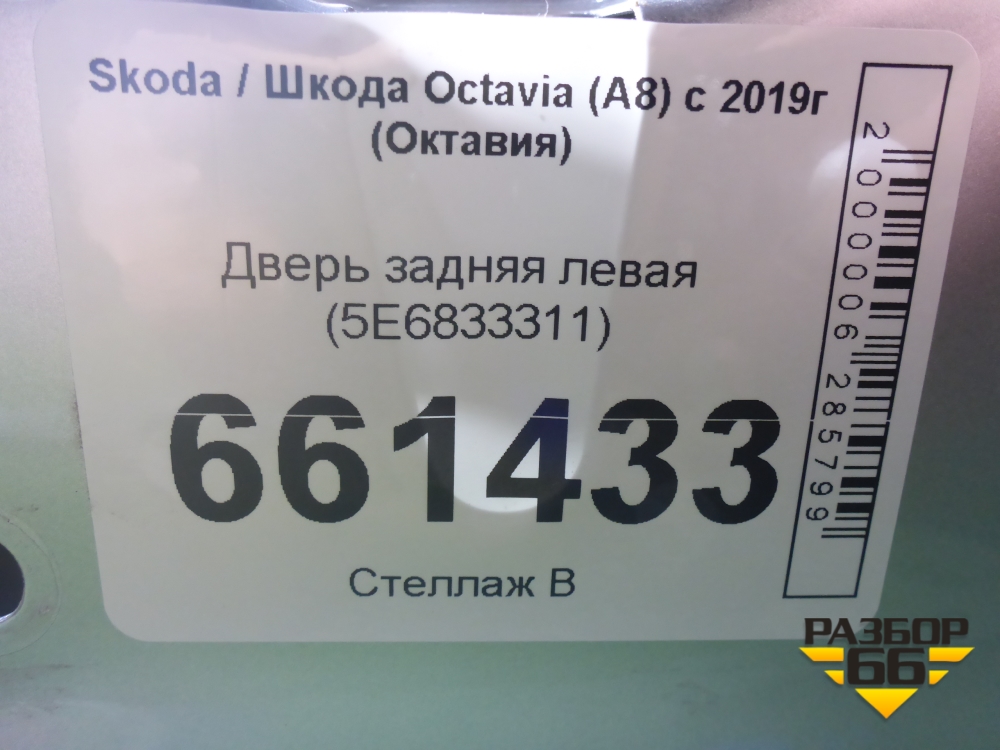 Skoda / Шкода Octavia (A8) с 2019г
(Октавия)
Дверь задняя левая
(5E6833311)
661433
Стеллаж В
2000006285799
РАЗБОР
66